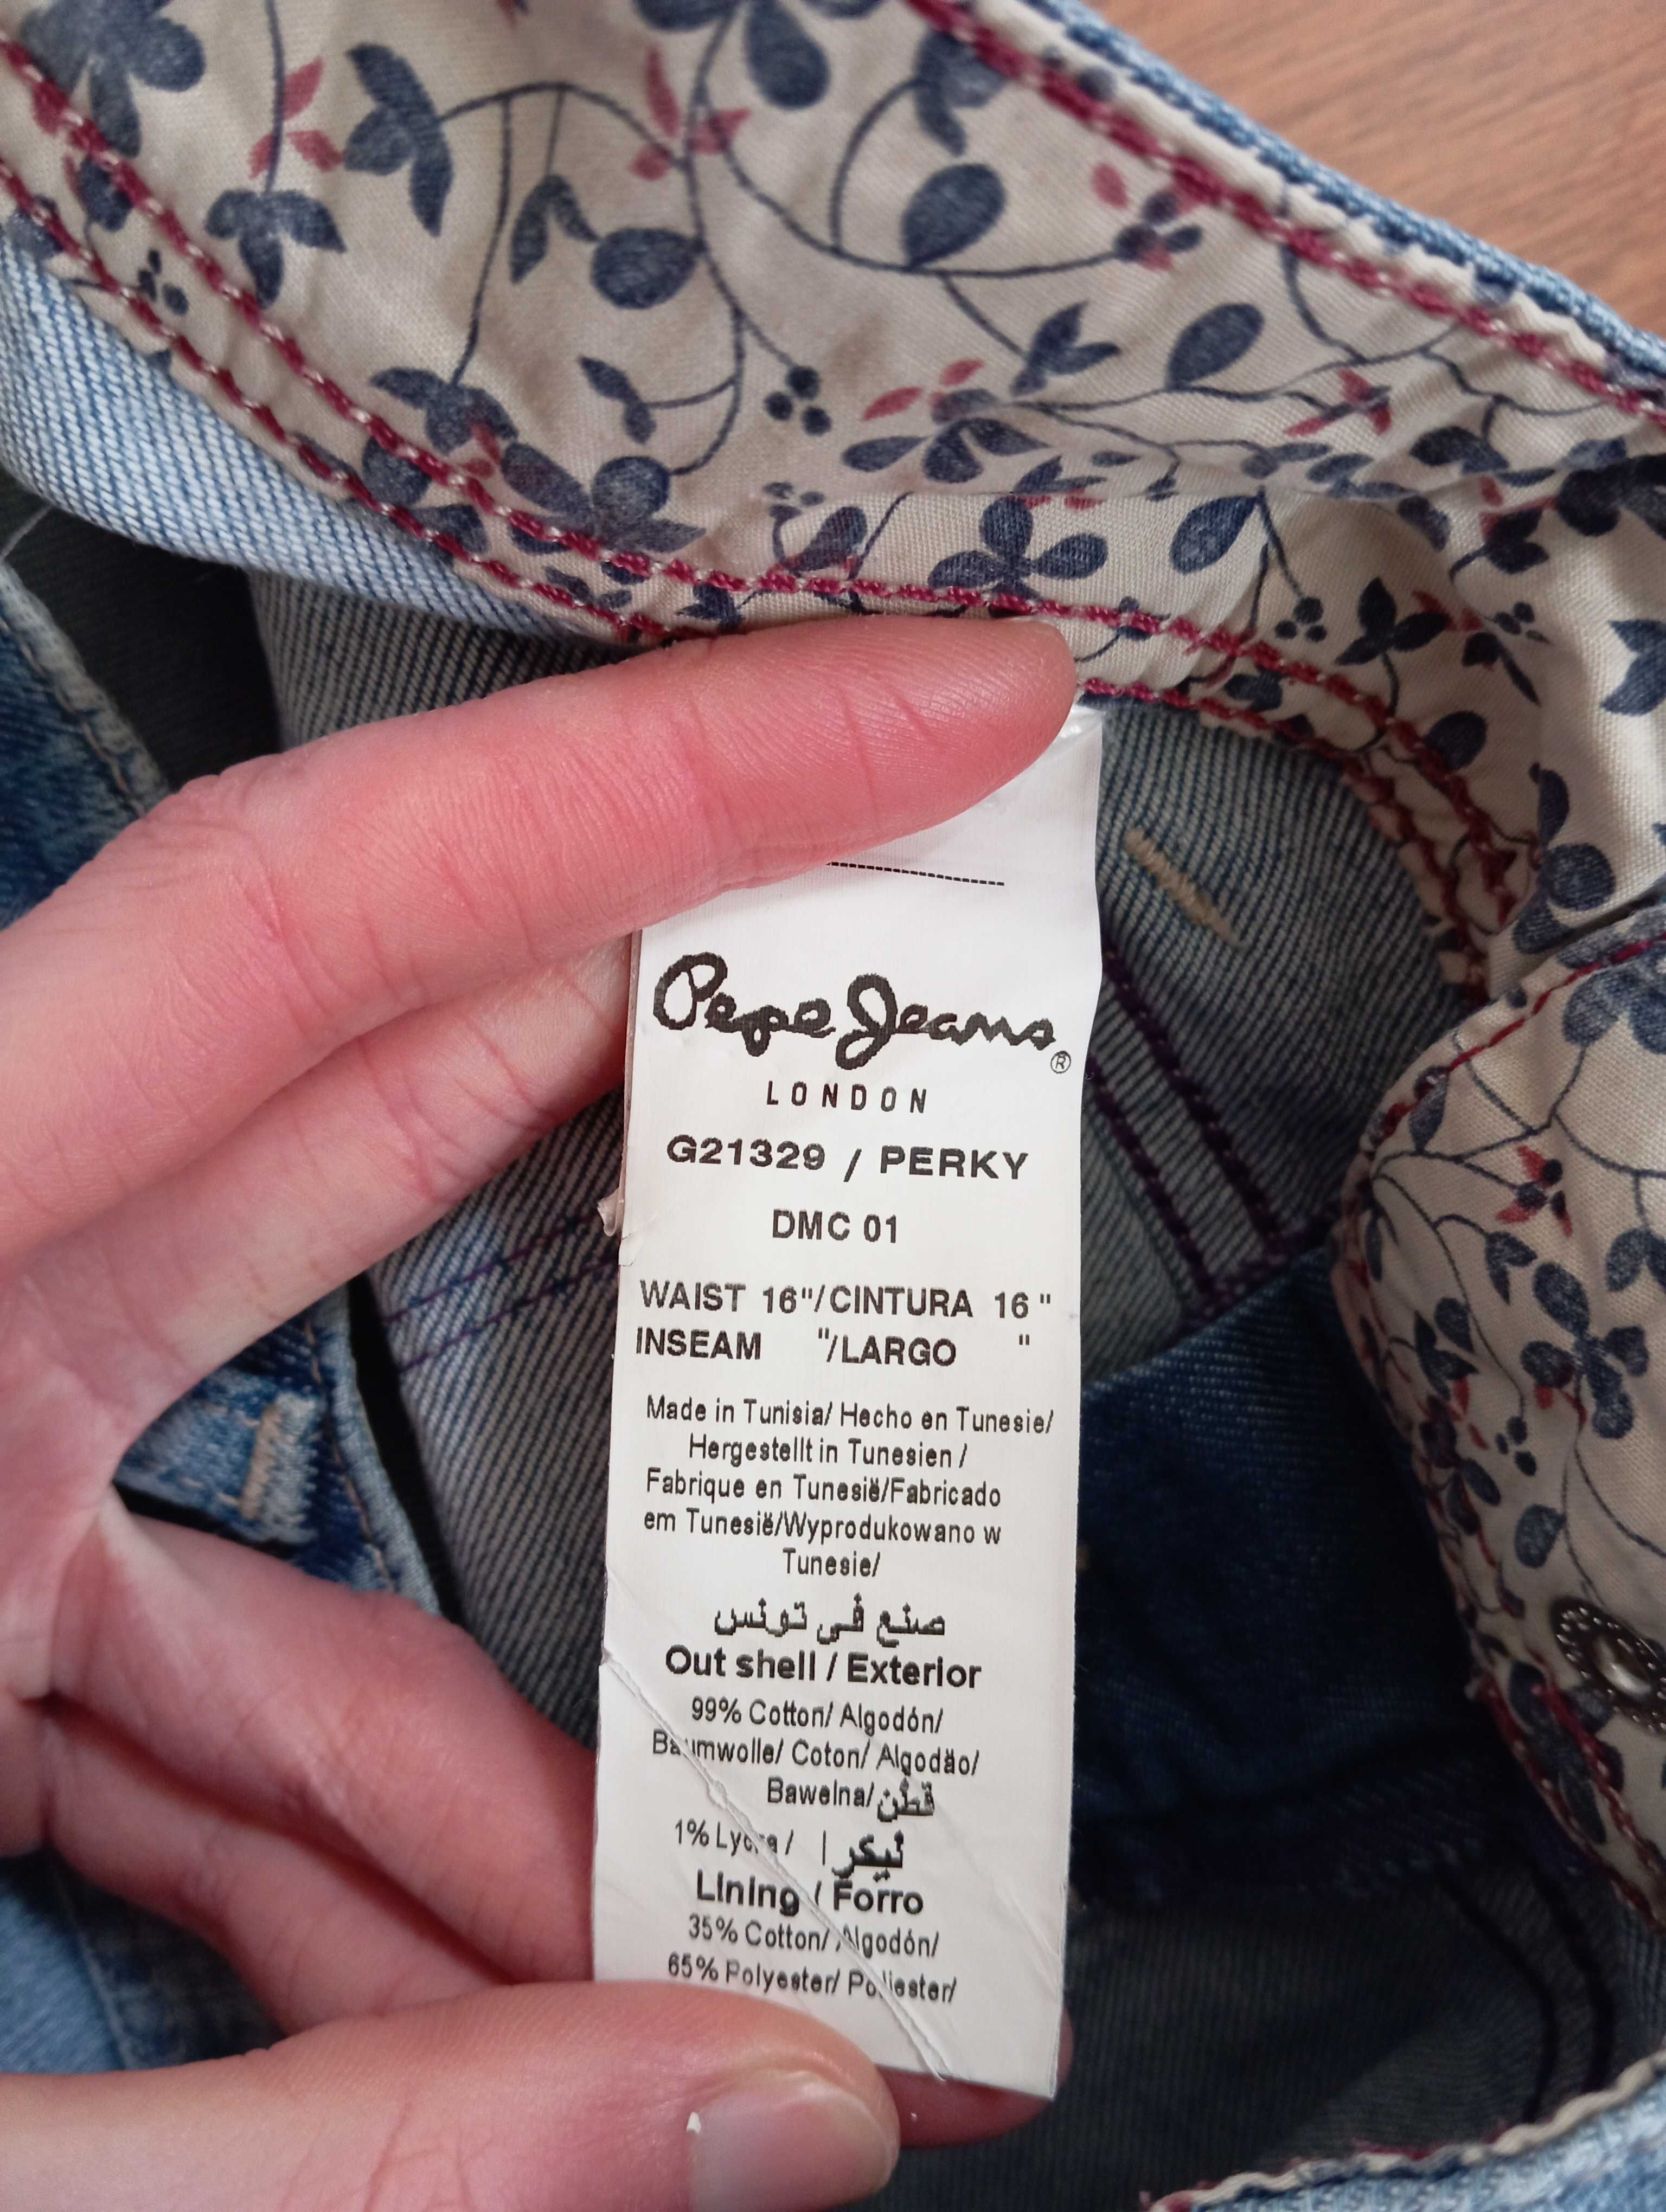 Pepe Jeans®
LONDON
G21329 / PERKY
DMC 01
WAIST 16"/CINTURA 16"
INSEAM "/LARGO "
Made in Tunisia/ Hecho en Tunesie/
Hergestellt in Tunesien /
Fabrique en Tunesië/Fabricado
em Tunesië/Wyprodukowano w
Tunesie/
صنع في تونس
Out shell / Exterior
99% Cotton/ Algodón/
Baumwolle/ Coton/ Algodäo/
Bawelna/ قطن
1% Lycra / ليكرا
Lining / Forro
35% Cotton/ Algodón/
65% Polyester/ Poliester/